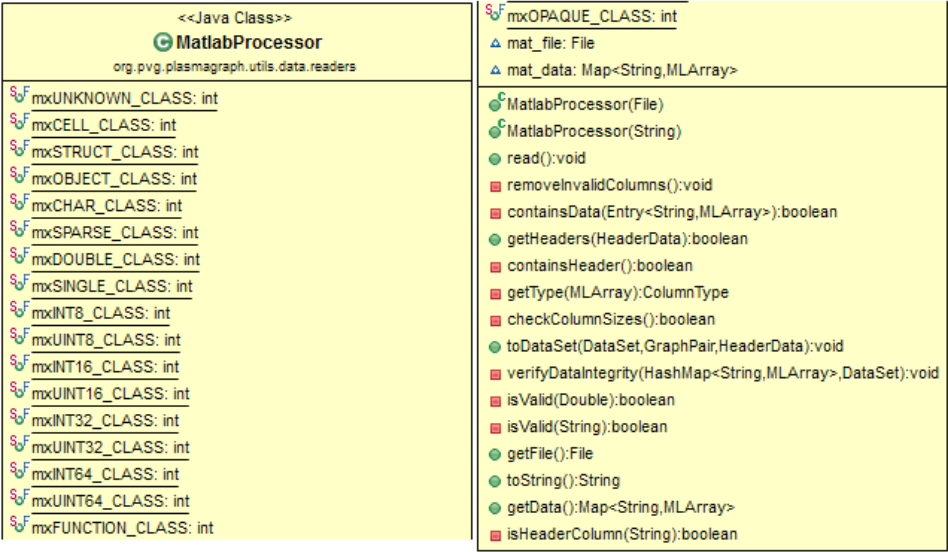 <<Java Class>>
MatlabProcessor
org.pvg.plasmagraph.utils.data.readers
mxUNKNOWN_CLASS: int
mxCELL_CLASS: int
mxSTRUCT_CLASS: int
mxOBJECT_CLASS: int
mxCHAR_CLASS: int
mxSPARSE_CLASS: int
mxDOUBLE_CLASS: int
mxSINGLE_CLASS: int
mxINT8_CLASS: int
mxUINT8_CLASS: int
mxINT16_CLASS: int
mxUINT16_CLASS: int
mxINT32_CLASS: int
mxUINT32_CLASS: int
mxINT64_CLASS: int
mxUINT64_CLASS: int
mxFUNCTION_CLASS: int
mxOPAQUE_CLASS: int
mat_file: File
mat_data: Map<String,MLArray>
MatlabProcessor(File)
MatlabProcessor(String)
read():void
removeInvalidColumns():void
containsData(Entry<String,MLArray>):boolean
getHeaders(HeaderData):boolean
containsHeader():boolean
getType(MLArray):ColumnType
checkColumnSizes():boolean
toDataSet(DataSet,GraphPair,HeaderData):void
verifyDataIntegrity(HashMap<String,MLArray>,DataSet):void
isValid(Double):boolean
isValid(String):boolean
getFile():File
toString():String
getData():Map<String,MLArray>
isHeaderColumn(String):boolean